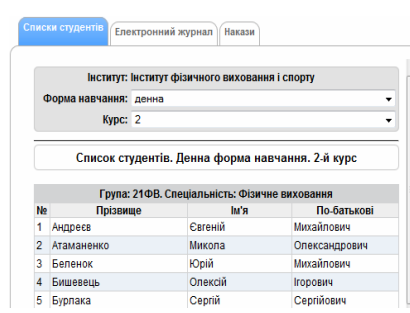 Списки студентів Електронний журнал Накази
Інститут: Інститут фізичного виховання і спорту
Форма навчання: денна
Курс: 2
Список студентів. Денна форма навчання. 2-й курс
Група: 21ФВ. Спеціальність: Фізичне виховання
№ Прізвище Ім'я По-батькові
1 Андреєв Євгеній Михайлович
2 Атаманенко Микола Олександрович
3 Беленок Юрій Михайлович
4 Бишевець Олексій Ігорович
5 Бурлака Сергій Сергійович